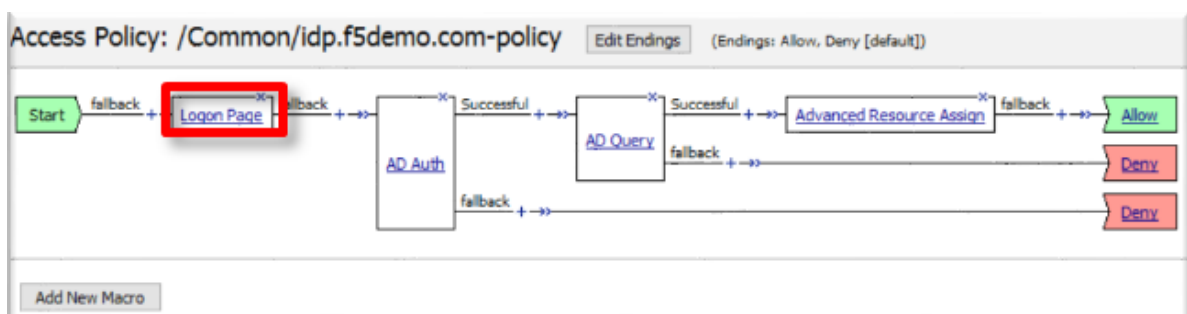 Access Policy: /Common/idp.f5demo.com-policy Edit Endings (Endings: Allow, Deny [default])
Start fallback + Logon Page fallback + AD Auth Successful + AD Query Successful + Advanced Resource Assign fallback + Allow
fallback + Deny
fallback + Deny
Add New Macro